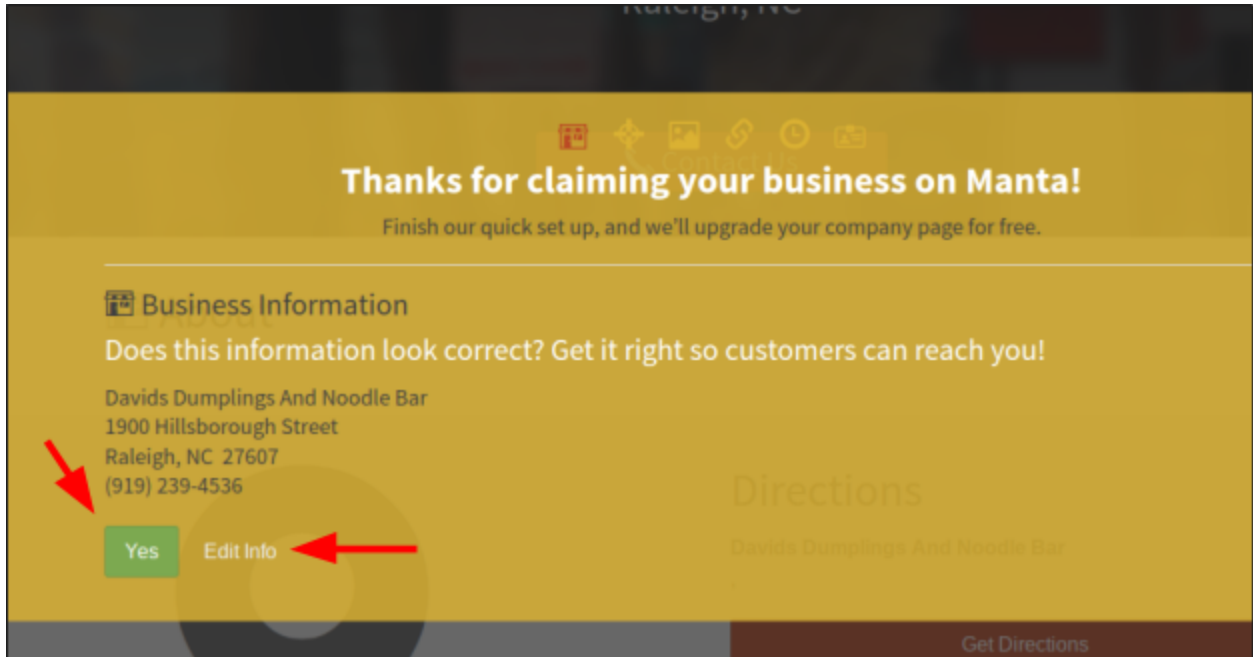 Raleigh, NC
Contact Us
Thanks for claiming your business on Manta!
Finish our quick set up, and we'll upgrade your company page for free.
Business Information
About
Does this information look correct? Get it right so customers can reach you!
Davids Dumplings And Noodle Bar
1900 Hillsborough Street
Raleigh, NC 27607
(919) 239-4536
Directions
Yes
Edit Info
Davids Dumplings And Noodle Bar
Get Directions